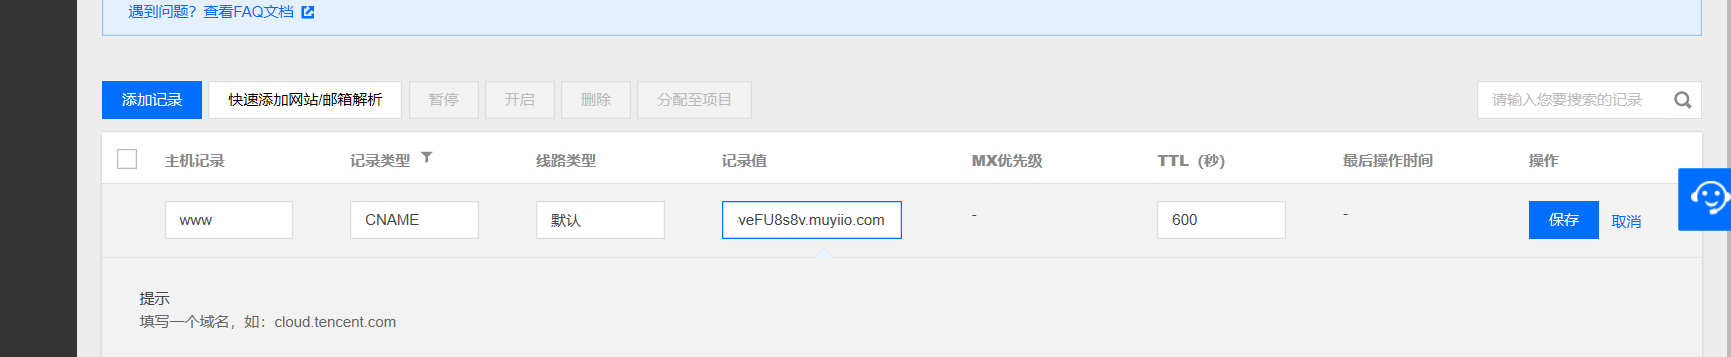 遇到问题？查看FAQ文档
添加记录 快速添加网站/邮箱解析 暂停 开启 删除 分配至项目 请输入您要搜索的记录
主机记录 记录类型 线路类型 记录值 MX优先级 TTL（秒） 最后操作时间 操作
www CNAME 默认 veFU8s8v.muyiio.com - 600 - 保存 取消
提示
填写一个域名，如：cloud.tencent.com